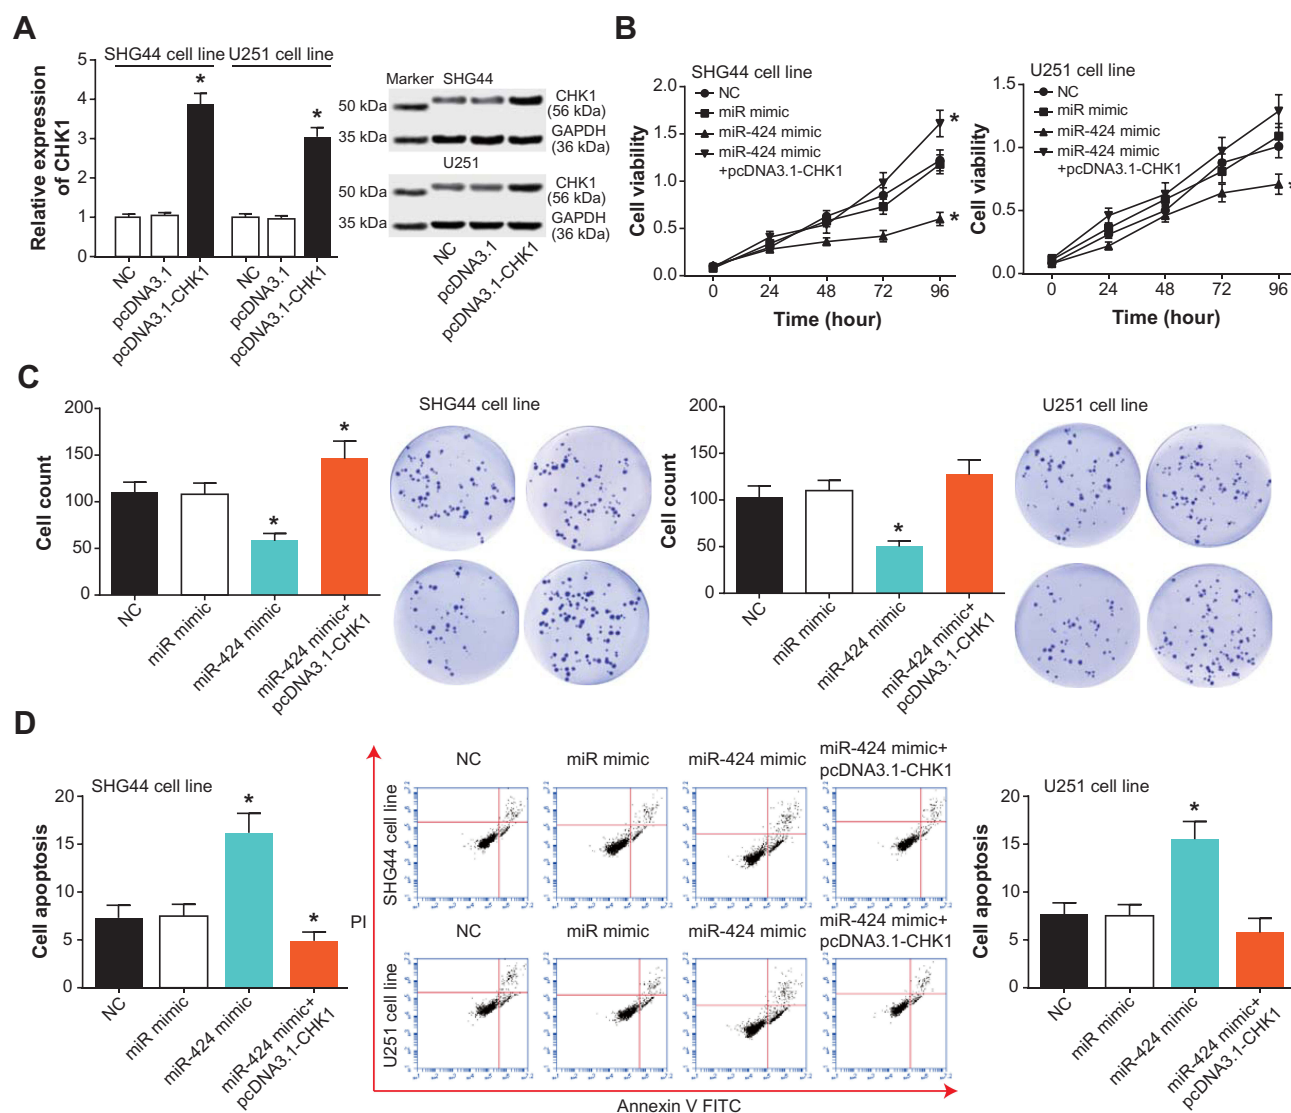 A
SHG44 cell line
U251 cell line
Relative expression
of CHK1
5
4
3
2
1
0
*
*
NC
pcDNA3.1
pcDNA3.1-CHK1
NC
pcDNA3.1
pcDNA3.1-CHK1
Marker
SHG44
50 kDa
35 kDa
CHK1
(56 kDa)
GAPDH
(36 kDa)
U251
50 kDa
35 kDa
CHK1
(56 kDa)
GAPDH
(36 kDa)
NC
pcDNA3.1
pcDNA3.1-CHK1
B
SHG44 cell line
NC
miR mimic
miR-424 mimic
miR-424 mimic
+pcDNA3.1-CHK1
Cell viability
2.0
1.5
1.0
0.5
0.0
*
*
0
24
48
72
96
Time (hour)
U251 cell line
NC
miR mimic
miR-424 mimic
miR-424 mimic
+pcDNA3.1-CHK1
Cell viability
1.5
1.0
0.5
0.0
*
0
24
48
72
96
Time (hour)
C
Cell count
200
150
100
50
0
*
*
NC
miR mimic
miR-424 mimic
miR-424 mimic+
pcDNA3.1-CHK1
SHG44 cell line
Cell count
200
150
100
50
0
*
NC
miR mimic
miR-424 mimic
miR-424 mimic+
pcDNA3.1-CHK1
U251 cell line
D
SHG44 cell line
Cell apoptosis
20
15
10
5
0
*
*
NC
miR mimic
miR-424 mimic
miR-424 mimic+
pcDNA3.1-CHK1
PI
SHG44 cell line
NC
miR mimic
miR-424 mimic
miR-424 mimic+
pcDNA3.1-CHK1
U251 cell line
NC
miR mimic
miR-424 mimic
miR-424 mimic+
pcDNA3.1-CHK1
Annexin V FITC
U251 cell line
Cell apoptosis
20
15
10
5
0
*
NC
miR mimic
miR-424 mimic
miR-424 mimic+
pcDNA3.1-CHK1